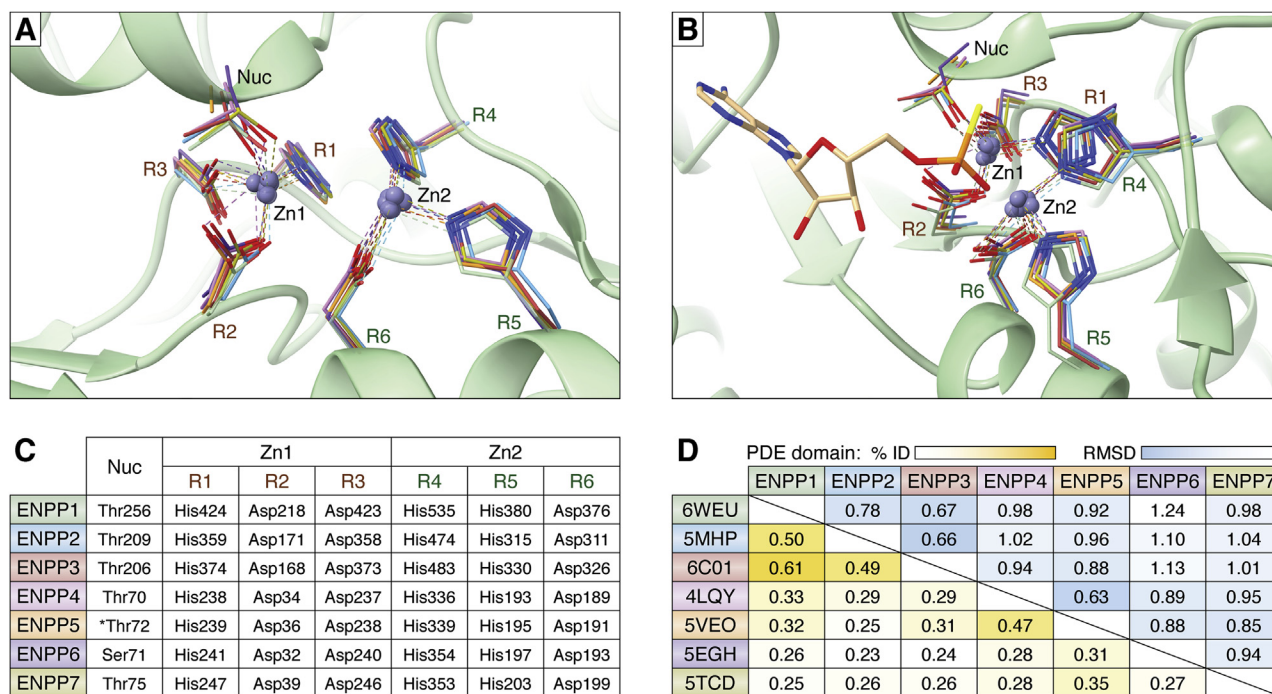 A
Nuc
R4
R3
R1
Zn2
Zn1
R2
R6
R5
B
Nuc
R3
R1
Zn1
R4
Zn2
R2
R6
R5
C
Nuc Zn1 Zn2
R1 R2 R3 R4 R5 R6
ENPP1 Thr256 His424 Asp218 Asp423 His535 His380 Asp376
ENPP2 Thr209 His359 Asp171 Asp358 His474 His315 Asp311
ENPP3 Thr206 His374 Asp168 Asp373 His483 His330 Asp326
ENPP4 Thr70 His238 Asp34 Asp237 His336 His193 Asp189
ENPP5 *Thr72 His239 Asp36 Asp238 His339 His195 Asp191
ENPP6 Ser71 His241 Asp32 Asp240 His354 His197 Asp193
ENPP7 Thr75 His247 Asp39 Asp246 His353 His203 Asp199
D PDE domain: % ID RMSD
ENPP1 ENPP2 ENPP3 ENPP4 ENPP5 ENPP6 ENPP7
6WEU 0.78 0.67 0.98 0.92 1.24 0.98
5MHP 0.50 0.66 1.02 0.96 1.10 1.04
6C01 0.61 0.49 0.94 0.88 1.13 1.01
4LQY 0.33 0.29 0.29 0.63 0.89 0.95
5VEO 0.32 0.25 0.31 0.47 0.88 0.85
5EGH 0.26 0.23 0.24 0.28 0.31 0.94
5TCD 0.25 0.26 0.26 0.28 0.35 0.27